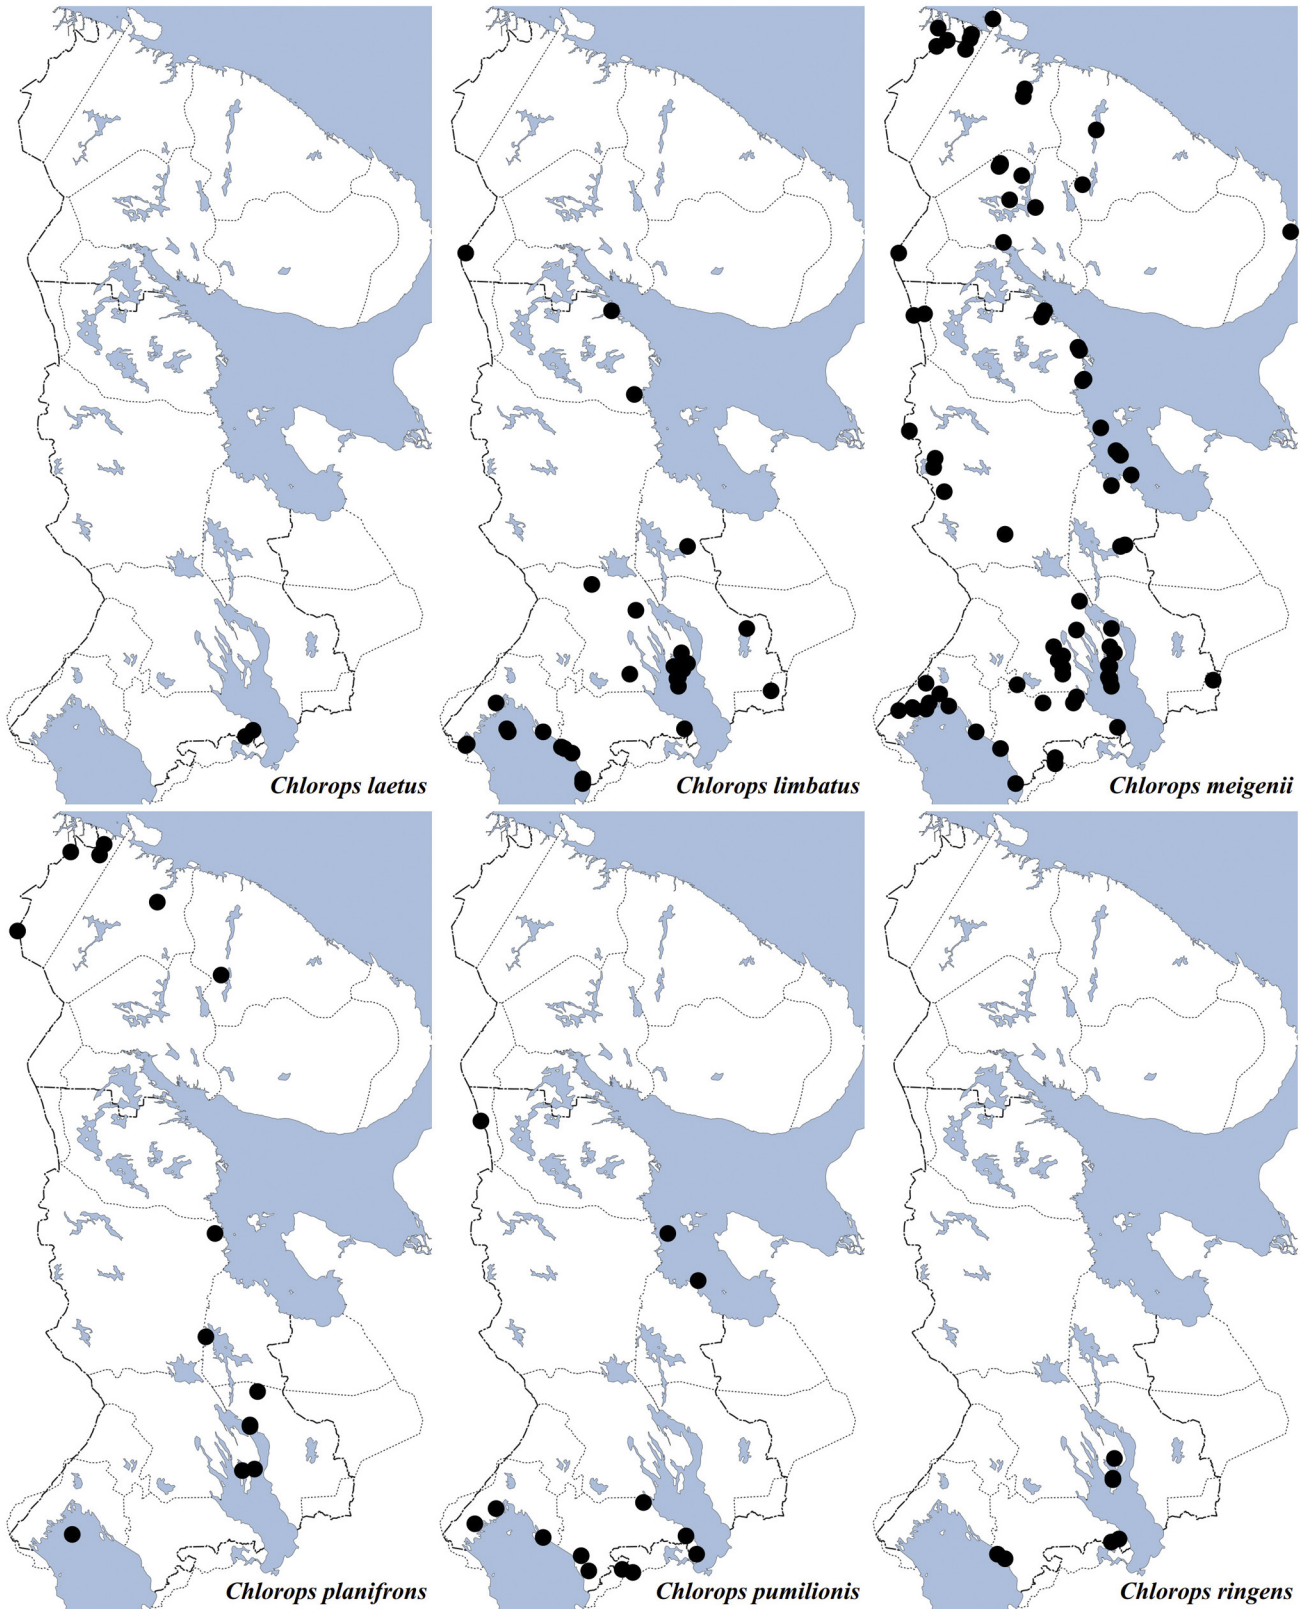 Chlorops laetus
Chlorops limbatus
Chlorops meigenii
Chlorops planifrons
Chlorops pumilionis
Chlorops ringens